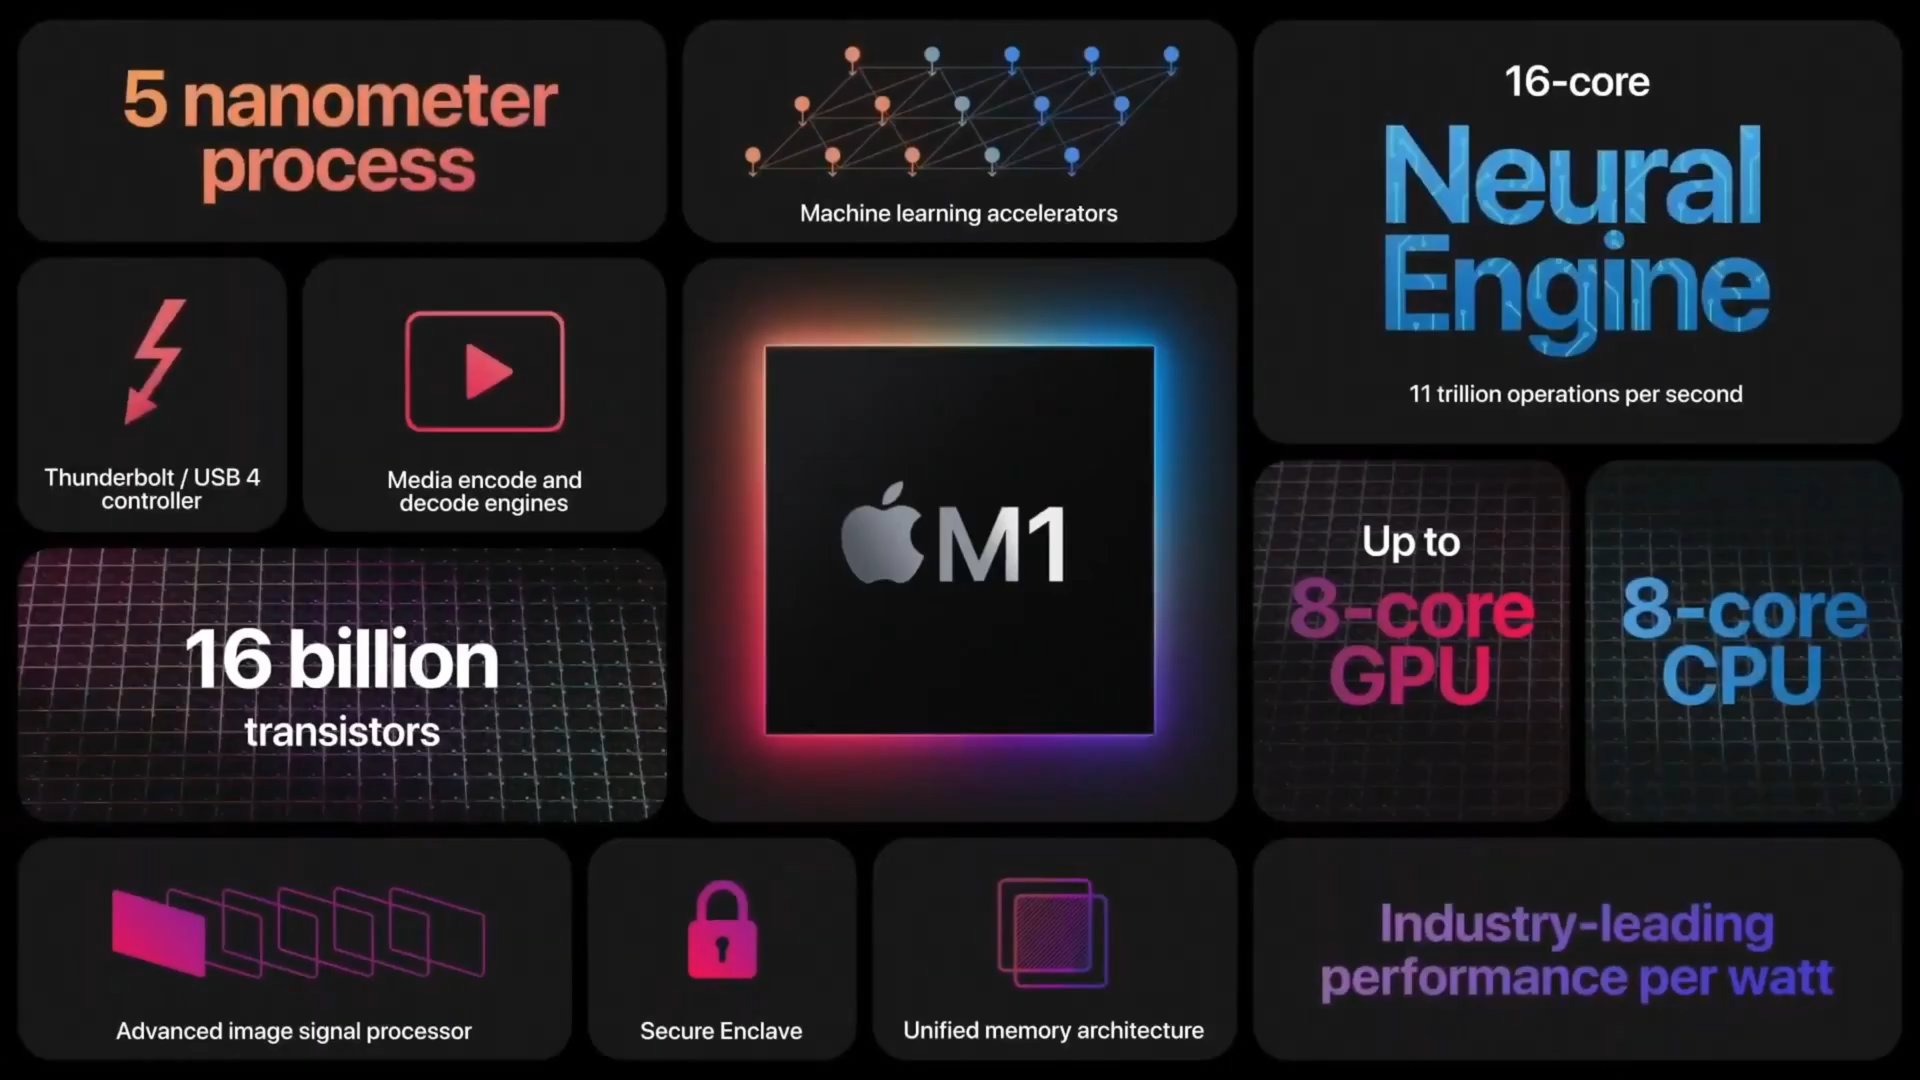 5 nanometer
process
Machine learning accelerators
16-core
Neural
Engine
11 trillion operations per second
Thunderbolt / USB 4
controller
Media encode and
decode engines
M1
Up to
8-core
GPU
8-core
CPU
16 billion
transistors
Advanced image signal processor
Secure Enclave
Unified memory architecture
Industry-leading
performance per watt